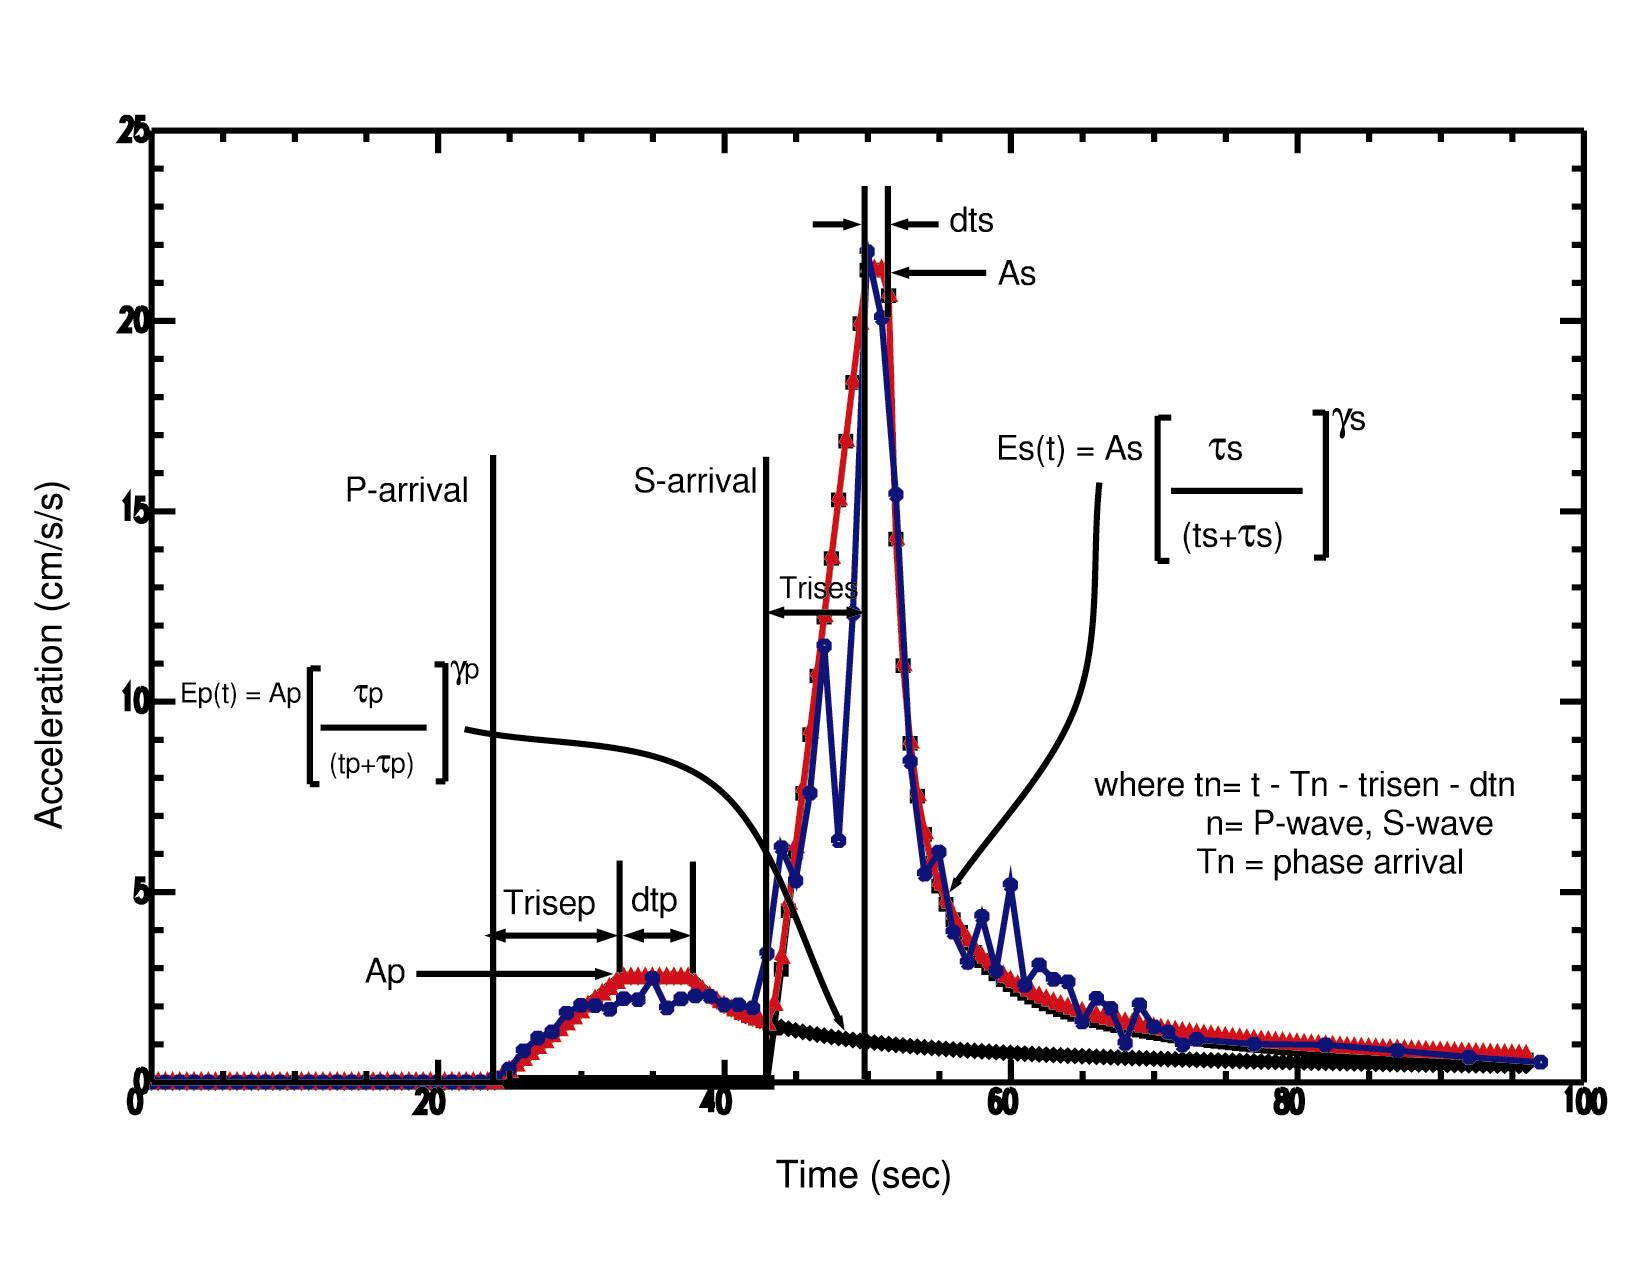 25
20
15
10
5
0
0
20
40
60
80
100
Acceleration (cm/s/s)
Time (sec)
dts
As
P-arrival
S-arrival
Es(t) = As
τs
(ts+τs)
γs
Trises
Ep(t) = Ap
τp
(tp+τp)
γp
where tn= t - Tn - trisen - dtn
n= P-wave, S-wave
Tn = phase arrival
Trisep
dtp
Ap